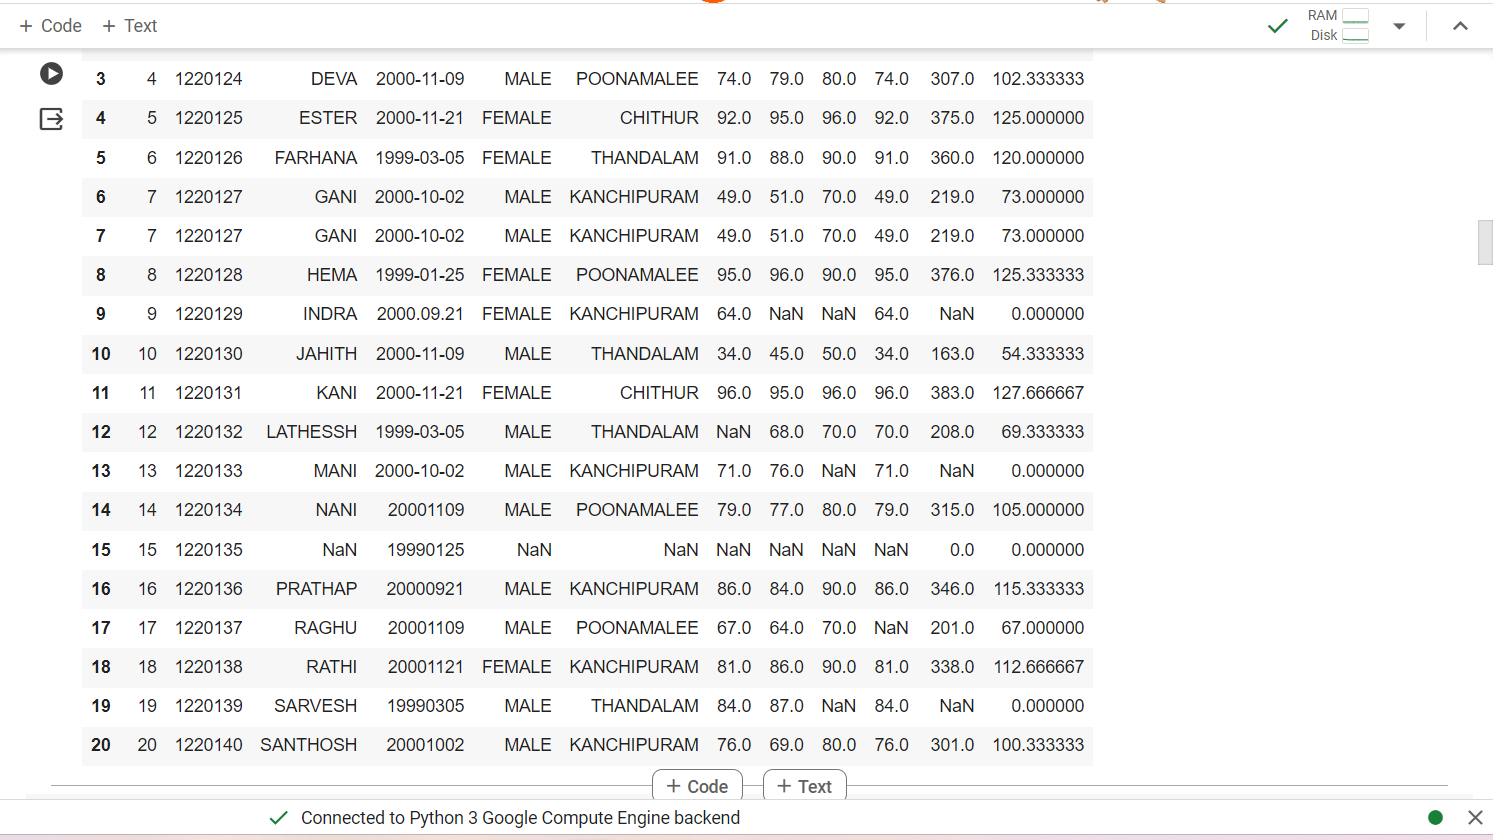 + Code + Text RAM
Disk
3 4 1220124 DEVA 2000-11-09 MALE POONAMALEE 74.0 79.0 80.0 74.0 307.0 102.333333
4 5 1220125 ESTER 2000-11-21 FEMALE CHITHUR 92.0 95.0 96.0 92.0 375.0 125.000000
5 6 1220126 FARHANA 1999-03-05 FEMALE THANDALAM 91.0 88.0 90.0 91.0 360.0 120.000000
6 7 1220127 GANI 2000-10-02 MALE KANCHIPURAM 49.0 51.0 70.0 49.0 219.0 73.000000
7 7 1220127 GANI 2000-10-02 MALE KANCHIPURAM 49.0 51.0 70.0 49.0 219.0 73.000000
8 8 1220128 HEMA 1999-01-25 FEMALE POONAMALEE 95.0 96.0 90.0 95.0 376.0 125.333333
9 9 1220129 INDRA 2000.09.21 FEMALE KANCHIPURAM 64.0 NaN NaN 64.0 NaN 0.000000
10 10 1220130 JAHITH 2000-11-09 MALE THANDALAM 34.0 45.0 50.0 34.0 163.0 54.333333
11 11 1220131 KANI 2000-11-21 FEMALE CHITHUR 96.0 95.0 96.0 96.0 383.0 127.666667
12 12 1220132 LATHESSH 1999-03-05 MALE THANDALAM NaN 68.0 70.0 70.0 208.0 69.333333
13 13 1220133 MANI 2000-10-02 MALE KANCHIPURAM 71.0 76.0 NaN 71.0 NaN 0.000000
14 14 1220134 NANI 20001109 MALE POONAMALEE 79.0 77.0 80.0 79.0 315.0 105.000000
15 15 1220135 NaN 19990125 NaN NaN NaN NaN NaN NaN 0.0 0.000000
16 16 1220136 PRATHAP 20000921 MALE KANCHIPURAM 86.0 84.0 90.0 86.0 346.0 115.333333
17 17 1220137 RAGHU 20001109 MALE POONAMALEE 67.0 64.0 70.0 NaN 201.0 67.000000
18 18 1220138 RATHI 20001121 FEMALE KANCHIPURAM 81.0 86.0 90.0 81.0 338.0 112.666667
19 19 1220139 SARVESH 19990305 MALE THANDALAM 84.0 87.0 NaN 84.0 NaN 0.000000
20 20 1220140 SANTHOSH 20001002 MALE KANCHIPURAM 76.0 69.0 80.0 76.0 301.0 100.333333
+ Code + Text
Connected to Python 3 Google Compute Engine backend